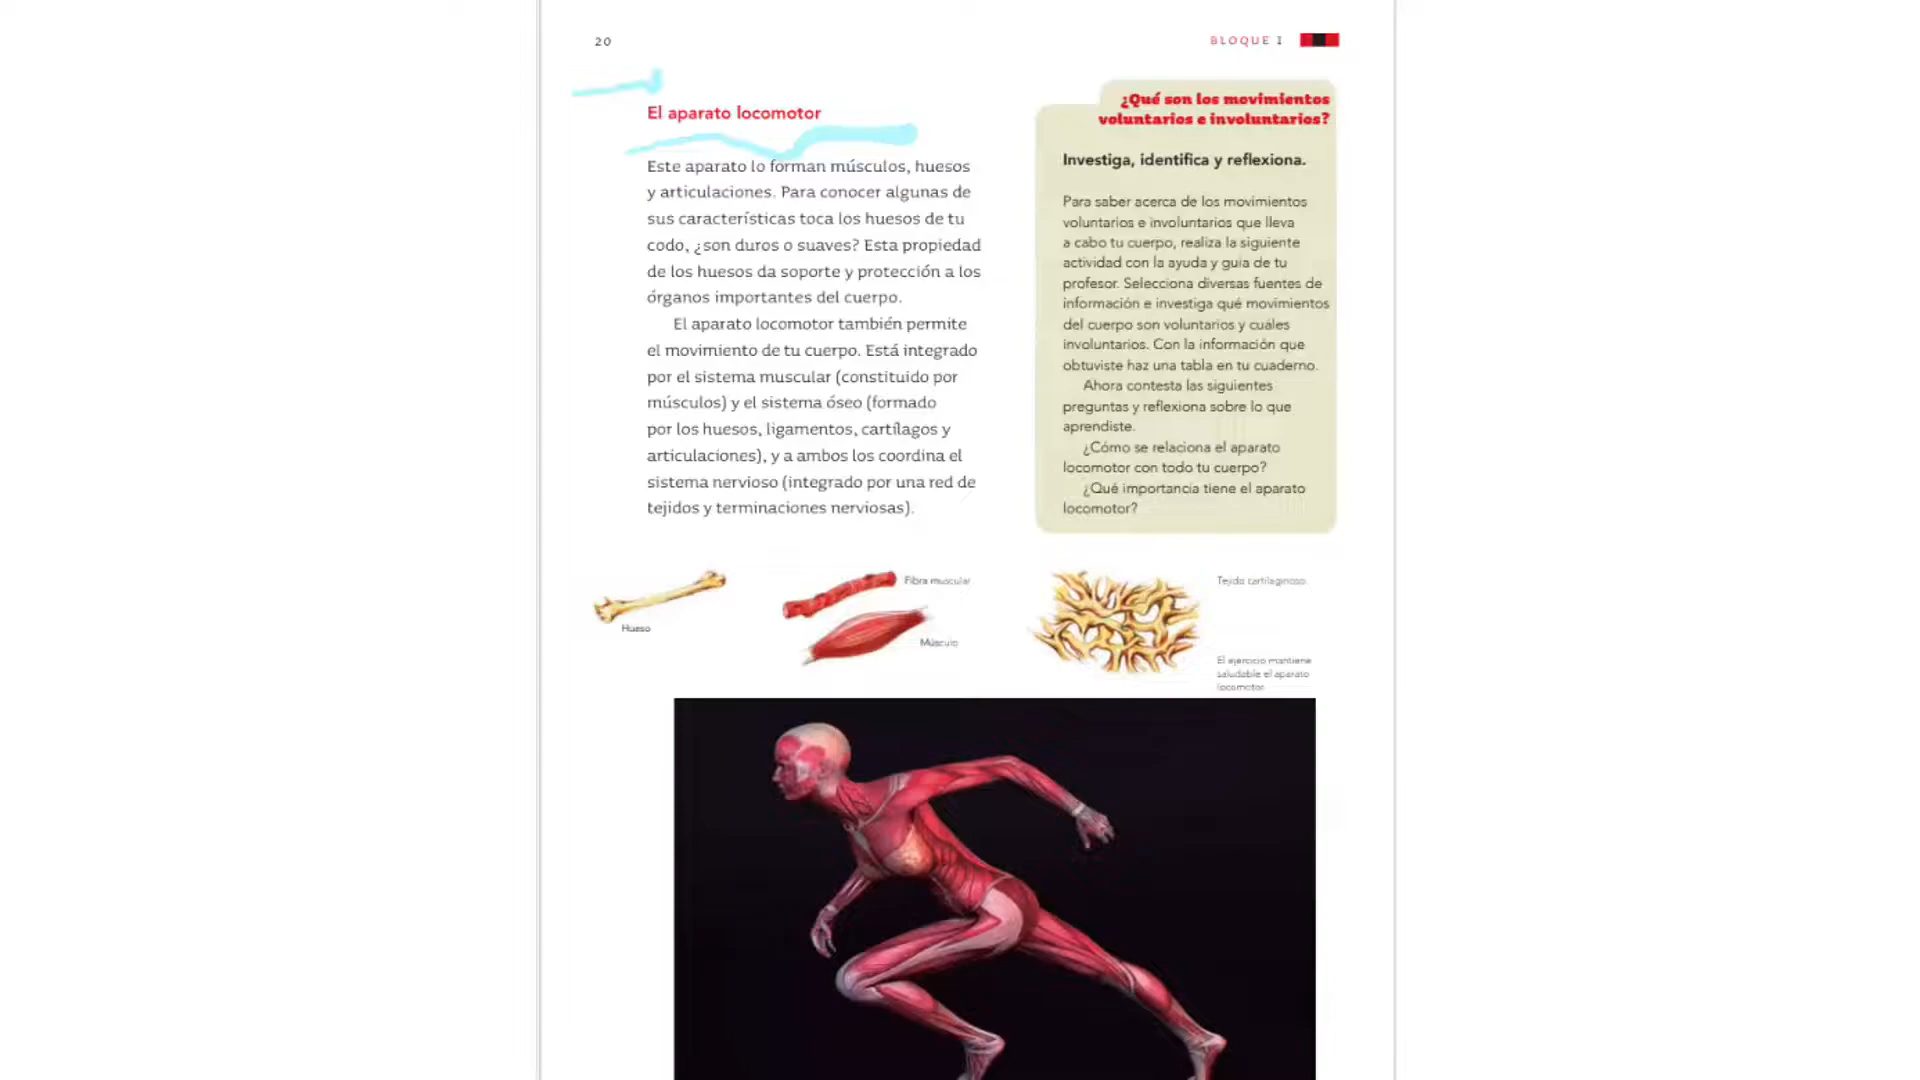 20
BLOQUE I
El aparato locomotor
Este aparato lo forman músculos, huesos
y articulaciones. Para conocer algunas de
sus características toca los huesos de tu
codo, ¿son duros o suaves? Esta propiedad
de los huesos da soporte y protección a los
órganos importantes del cuerpo.
El aparato locomotor también permite
el movimiento de tu cuerpo. Está integrado
por el sistema muscular (constituido por
músculos) y el sistema óseo (formado
por los huesos, ligamentos, cartílagos y
articulaciones), y a ambos los coordina el
sistema nervioso (integrado por una red de
tejidos y terminaciones nerviosas).
¿Qué son los movimientos
voluntarios e involuntarios?
Investiga, identifica y reflexiona.
Para saber acerca de los movimientos
voluntarios e involuntarios que lleva
a cabo tu cuerpo, realiza la siguiente
actividad con la ayuda y guía de tu
profesor. Selecciona diversas fuentes de
información e investiga qué movimientos
del cuerpo son voluntarios y cuáles
involuntarios. Con la información que
obtuviste haz una tabla en tu cuaderno.
Ahora contesta las siguientes
preguntas y reflexiona sobre lo que
aprendiste.
¿Cómo se relaciona el aparato
locomotor con todo tu cuerpo?
¿Qué importancia tiene el aparato
locomotor?
Hueso
Fibra muscular
Músculo
Tejido cartilaginoso.
El ejercicio mantiene
saludable el aparato
locomotor.